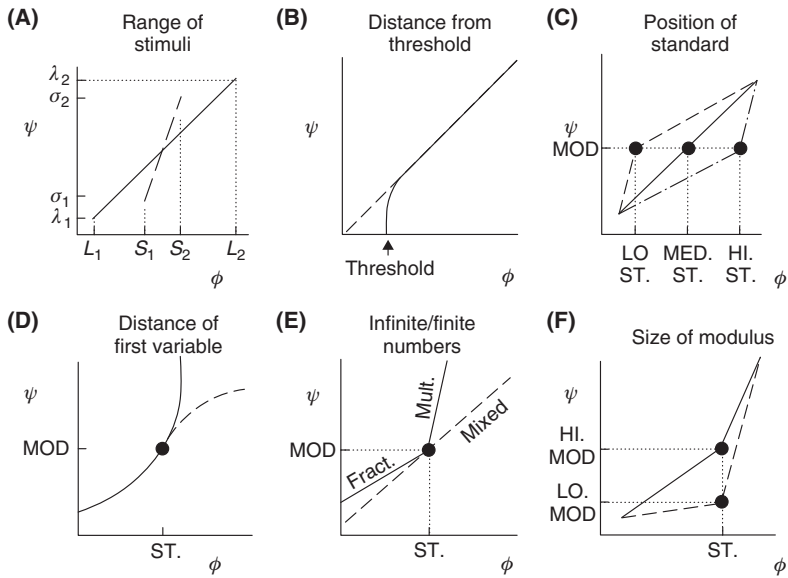 (A)
Range of
stimuli
λ2
σ2
ψ
σ1
λ1
L1 S1 S2 L2
ϕ
(B)
Distance from
threshold
ψ
Threshold
ϕ
(C)
Position of
standard
ψ
MOD
LO MED. HI.
ST. ST. ST.
ϕ
(D)
Distance of
first variable
ψ
MOD
ST.
ϕ
(E)
Infinite/finite
numbers
ψ
Mult.
Mixed
MOD
Fract.
ST.
ϕ
(F)
Size of modulus
ψ
HI.
MOD
LO.
MOD
ST.
ϕ